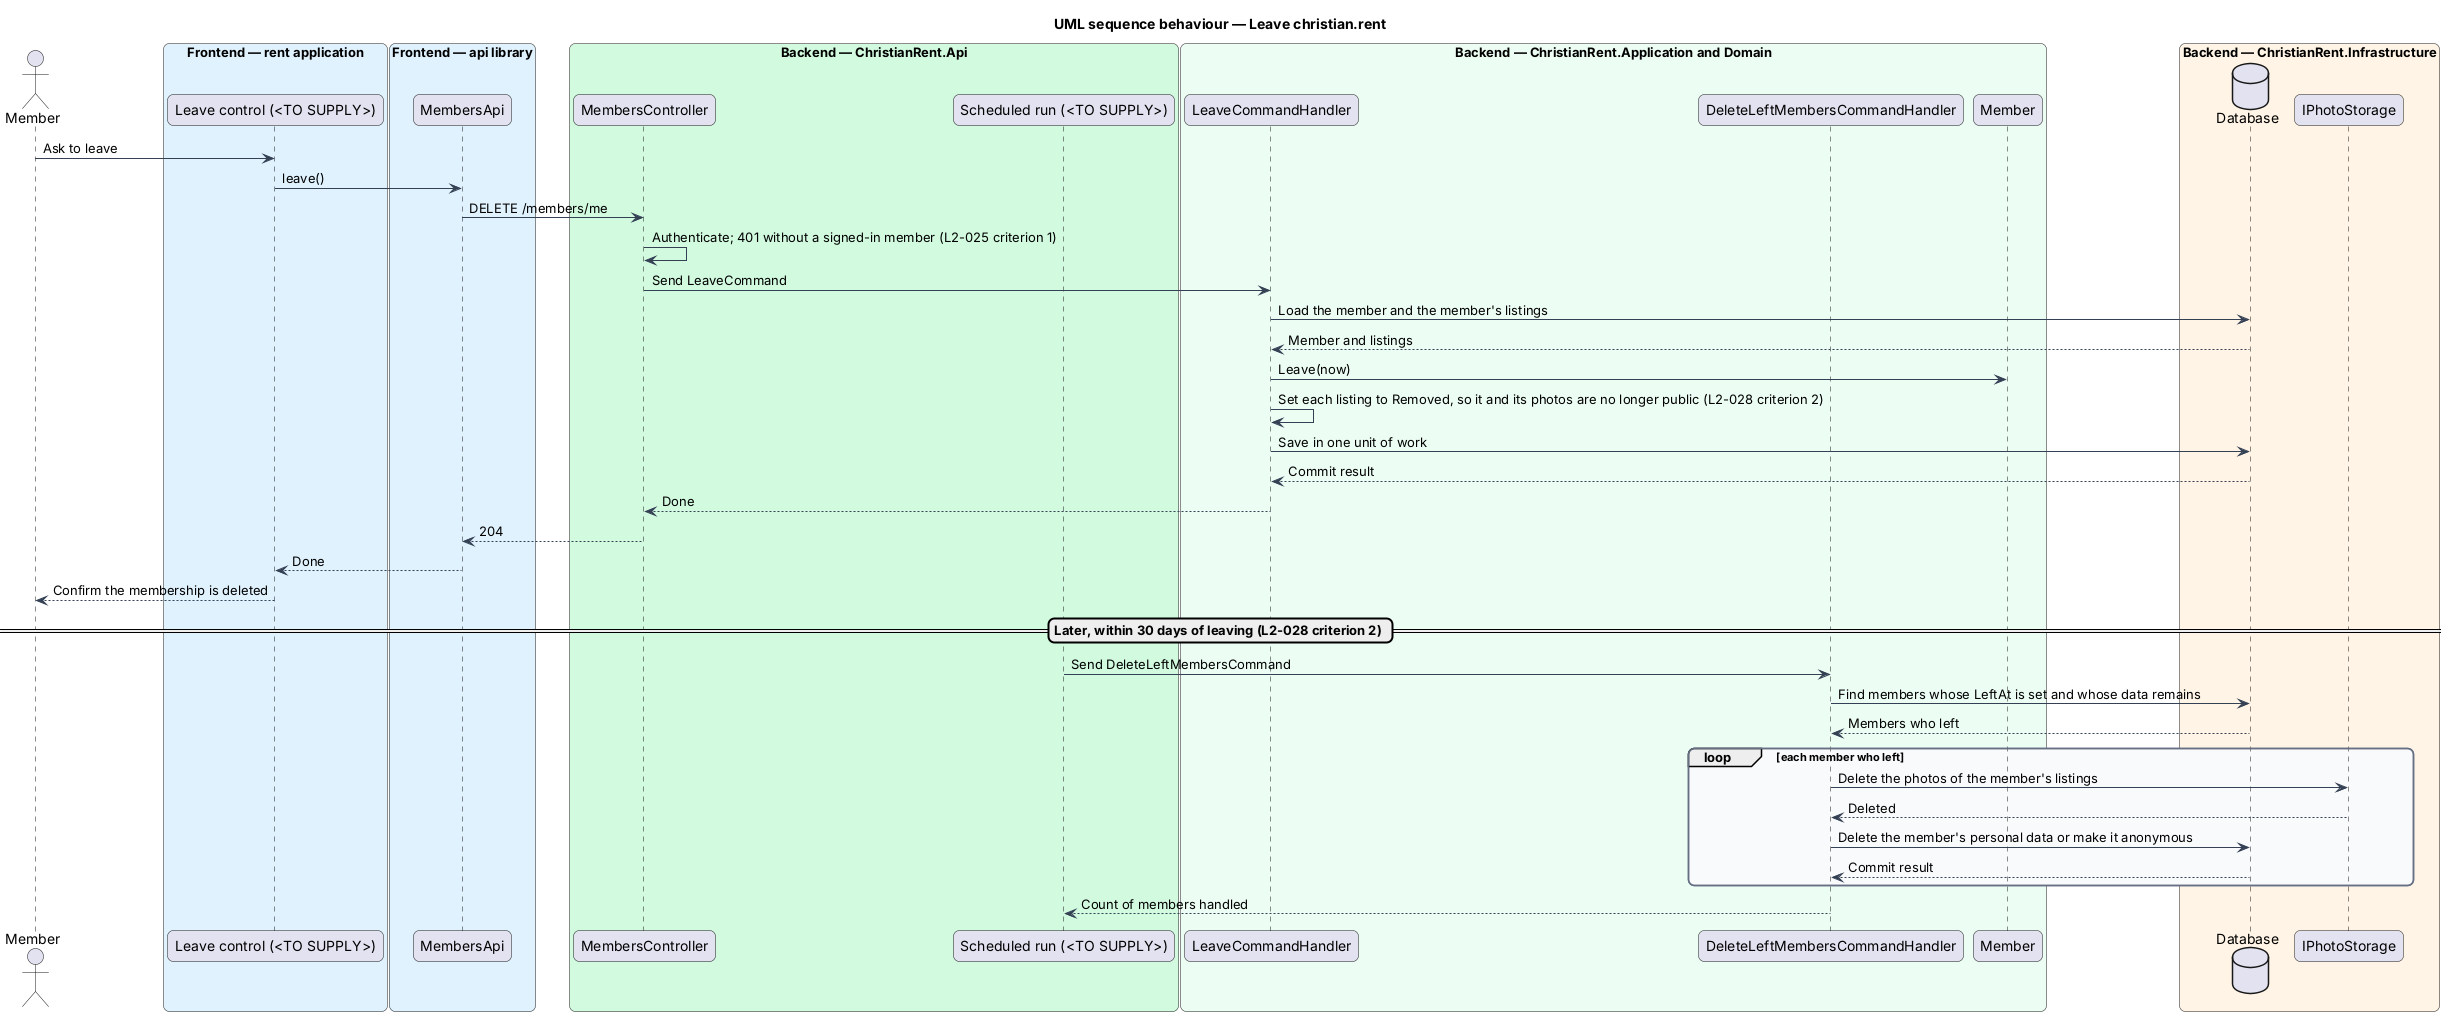 UML sequence behaviour — Leave christian.rent
Frontend — rent application
Frontend — api library
Backend — ChristianRent.Api
Backend — ChristianRent.Application and Domain
Backend — ChristianRent.Infrastructure
Member
Leave control (<TO SUPPLY>)
MembersApi
MembersController
Scheduled run (<TO SUPPLY>)
LeaveCommandHandler
DeleteLeftMembersCommandHandler
Member
Database
IPhotoStorage
Ask to leave
leave()
DELETE /members/me
Authenticate; 401 without a signed-in member (L2-025 criterion 1)
Send LeaveCommand
Load the member and the member's listings
Member and listings
Leave(now)
Set each listing to Removed, so it and its photos are no longer public (L2-028 criterion 2)
Save in one unit of work
Commit result
Done
204
Done
Confirm the membership is deleted
Later, within 30 days of leaving (L2-028 criterion 2)
Send DeleteLeftMembersCommand
Find members whose LeftAt is set and whose data remains
Members who left
loop
[each member who left]
Delete the photos of the member's listings
Deleted
Delete the member's personal data or make it anonymous
Commit result
Count of members handled
Member
Leave control (<TO SUPPLY>)
MembersApi
MembersController
Scheduled run (<TO SUPPLY>)
LeaveCommandHandler
DeleteLeftMembersCommandHandler
Member
Database
IPhotoStorage